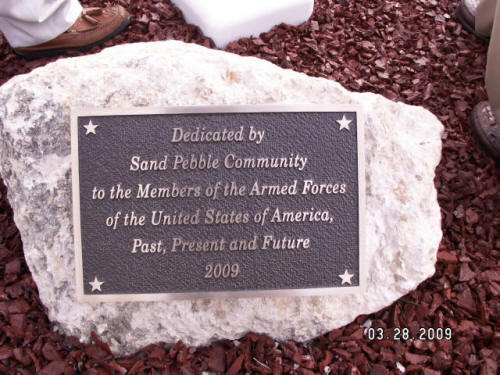 Dedicated by
Sand Pebble Community
to the Members of the Armed Forces
of the United States of America,
Past, Present and Future
2009
03.28.2009